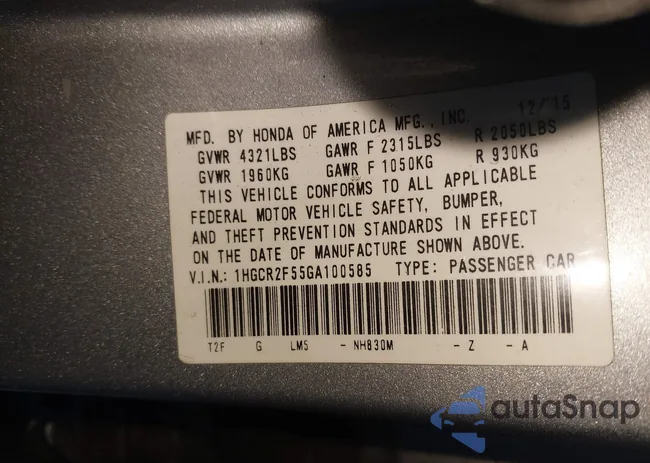 12/'15
MFD. BY HONDA OF AMERICA MFG., INC.
GVWR 4321LBS GAWR F 2315LBS R 2050LBS
GVWR 1960KG GAWR F 1050KG R 930KG
THIS VEHICLE CONFORMS TO ALL APPLICABLE
FEDERAL MOTOR VEHICLE SAFETY, BUMPER,
AND THEFT PREVENTION STANDARDS IN EFFECT
ON THE DATE OF MANUFACTURE SHOWN ABOVE.
V.I.N.: 1HGCR2F55GA100585 TYPE: PASSENGER CAR
T2F G LM5 - NH830M - Z - A
autaSnap